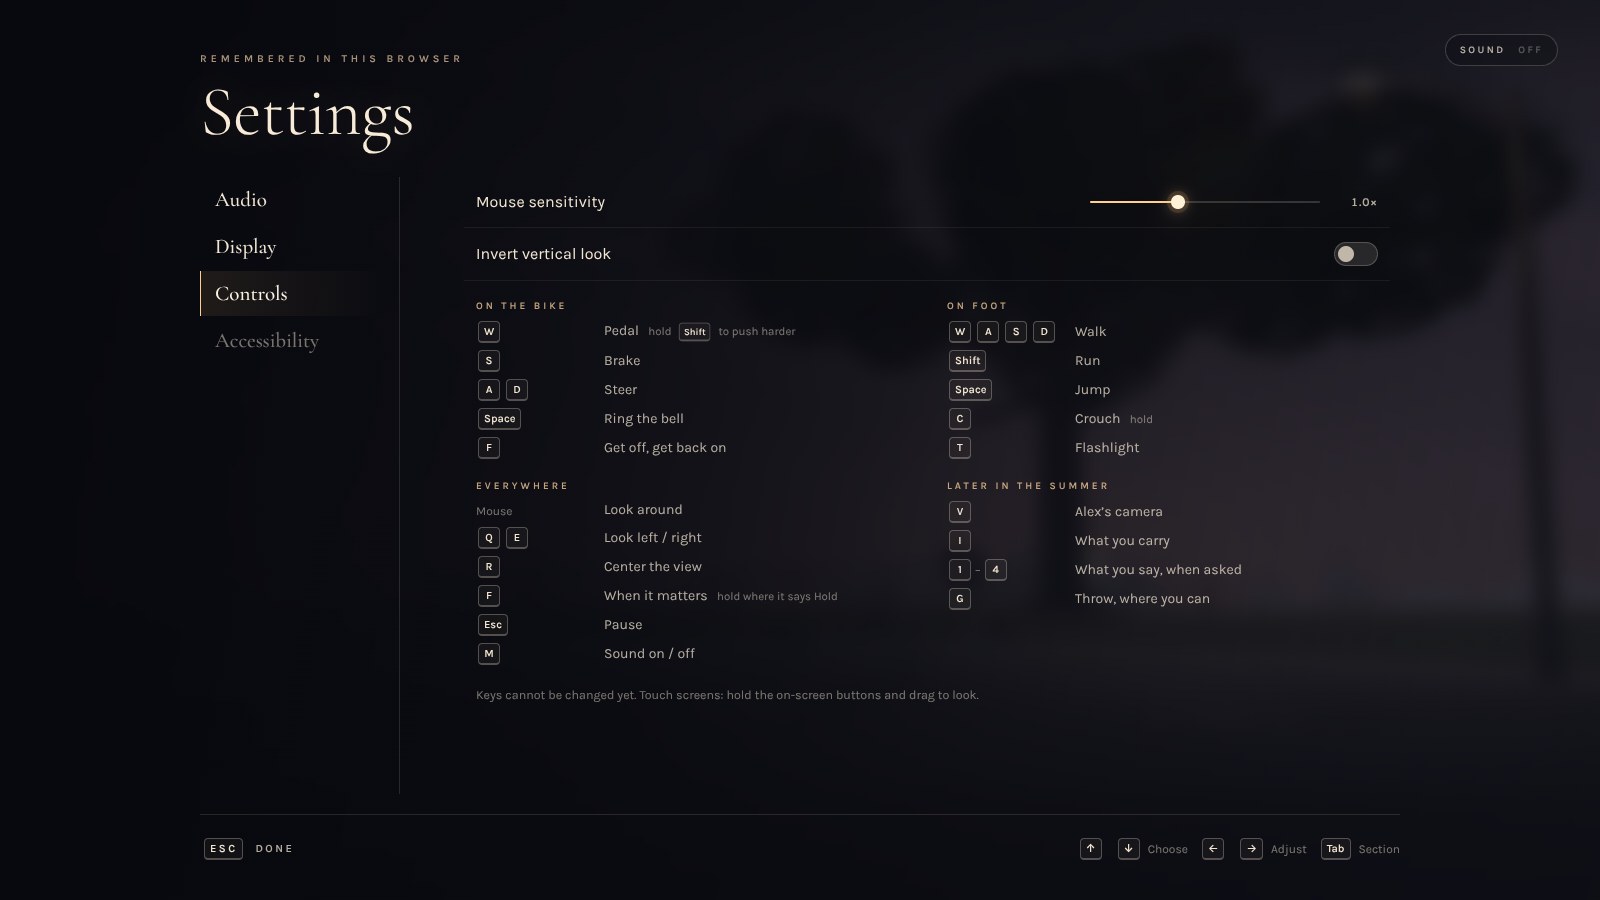 REMEMBERED IN THIS BROWSER
SOUND OFF
Settings
Audio
Display
Controls
Accessibility
Mouse sensitivity 1.0×
Invert vertical look
ON THE BIKE
W Pedal hold Shift to push harder
S Brake
A D Steer
Space Ring the bell
F Get off, get back on
ON FOOT
W A S D Walk
Shift Run
Space Jump
C Crouch hold
T Flashlight
EVERYWHERE
Mouse Look around
Q E Look left / right
R Center the view
F When it matters hold where it says Hold
Esc Pause
M Sound on / off
LATER IN THE SUMMER
V Alex’s camera
I What you carry
1 – 4 What you say, when asked
G Throw, where you can
Keys cannot be changed yet. Touch screens: hold the on-screen buttons and drag to look.
ESC DONE
↑ ↓ Choose ← → Adjust Tab Section